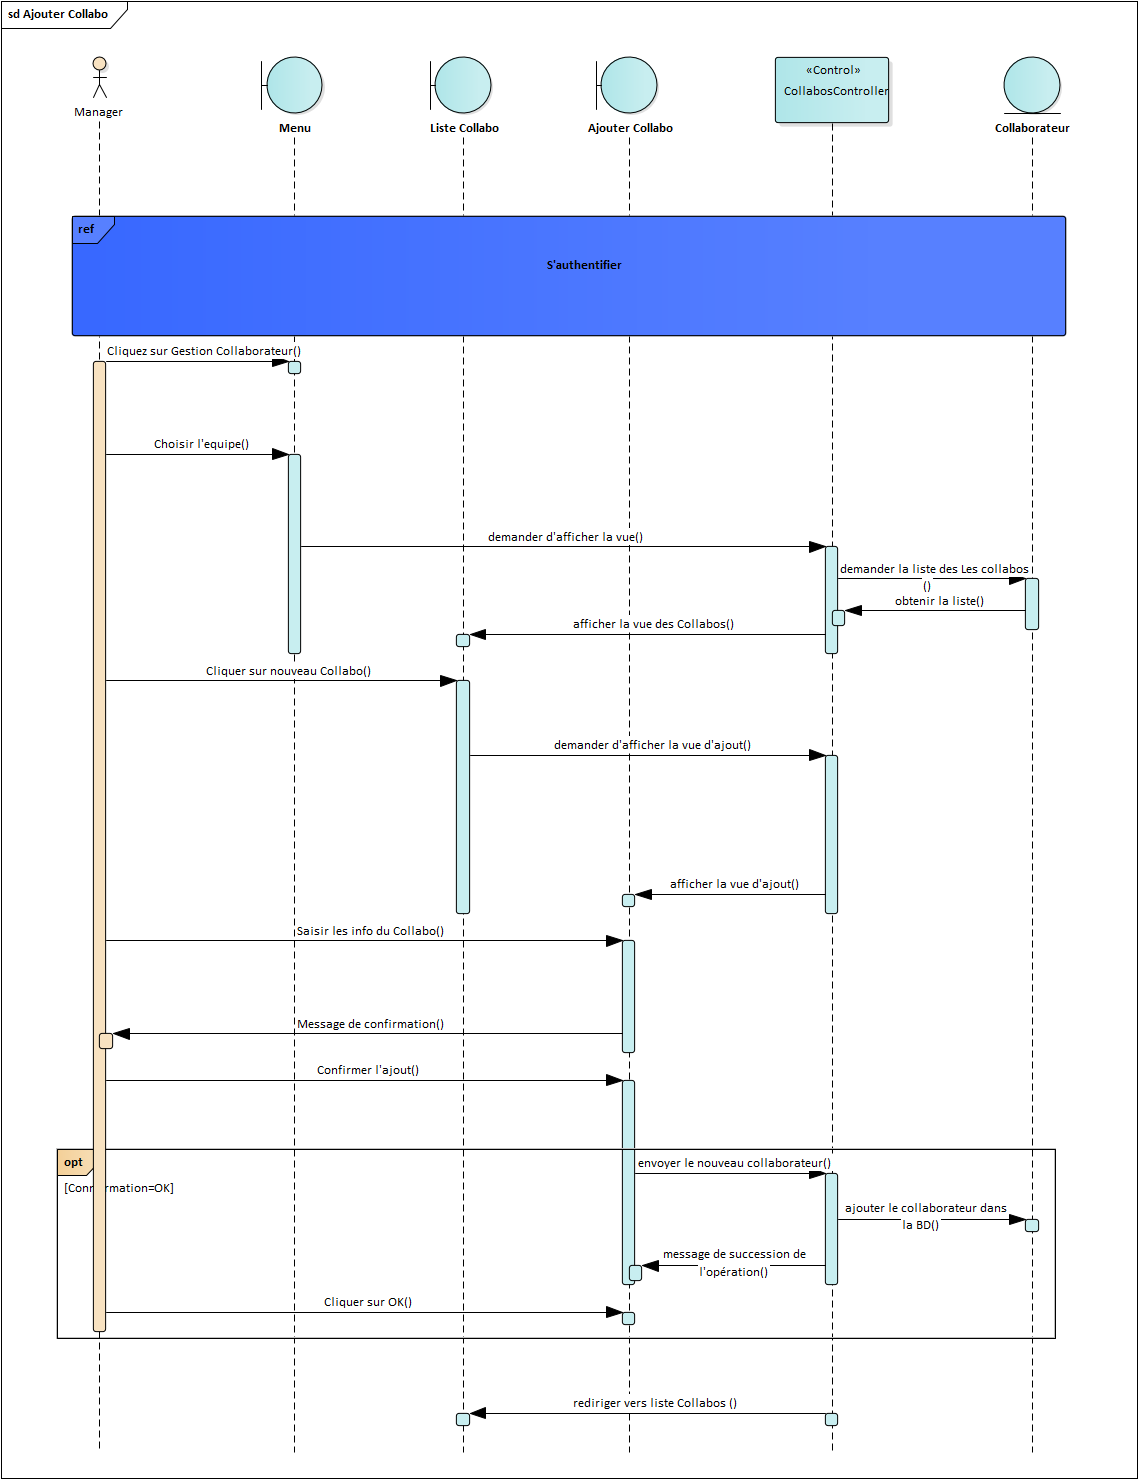 sd Ajouter Collabo
«Control»
CollabosController
Manager
Menu
Liste Collabo
Ajouter Collabo
Collaborateur
ref
S'authentifier
Cliquez sur Gestion Collaborateur()
Choisir l'equipe()
demander d'afficher la vue()
demander la liste des Les collabos
()
obtenir la liste()
afficher la vue des Collabos()
Cliquer sur nouveau Collabo()
demander d'afficher la vue d'ajout()
afficher la vue d'ajout()
Saisir les info du Collabo()
Message de confirmation()
Confirmer l'ajout()
opt
envoyer le nouveau collaborateur()
ajouter le collaborateur dans
la BD()
message de succession de
l'opération()
Cliquer sur OK()
rediriger vers liste Collabos ()